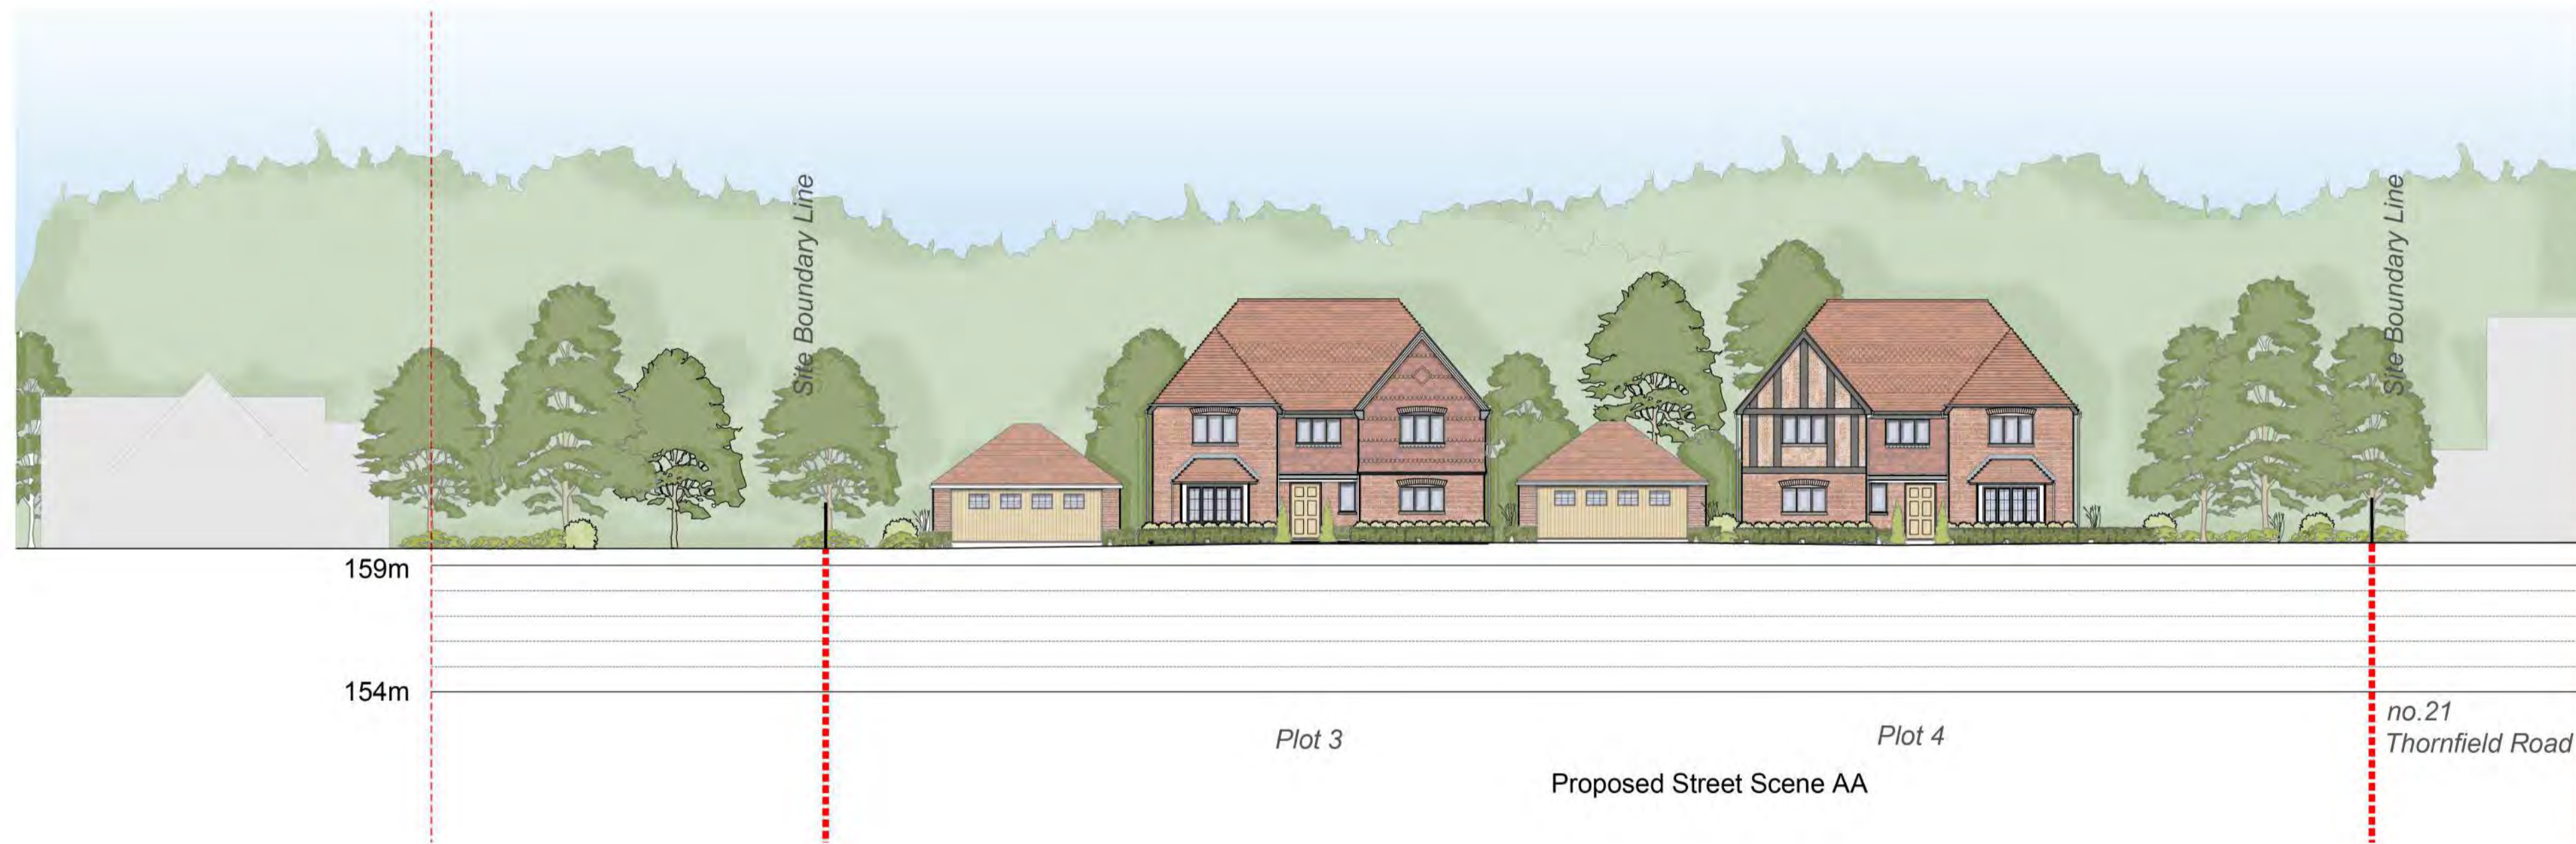 Site Boundary Line
Site Boundary Line
159m
154m
no.21
Thornfield Road
Plot 3
Plot 4
Proposed Street Scene AA